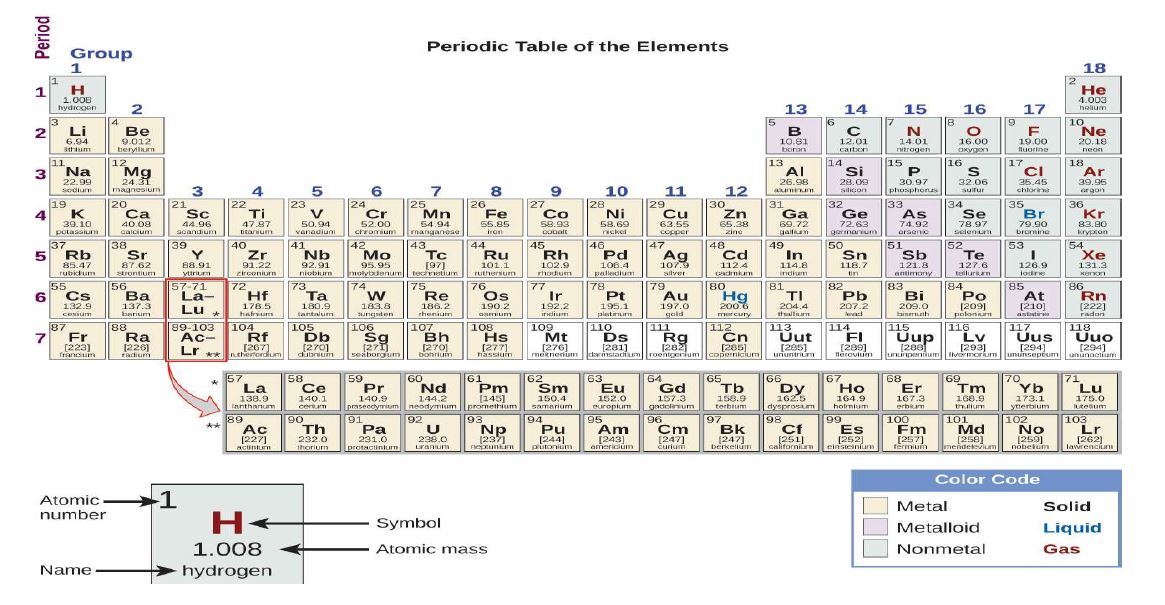 Period
Group
Periodic Table of the Elements
1 18
1 2
1 H He
1.008 4.003
hydrogen helium
2 13 14 15 16 17
3 4 5 6 7 8 9 10
2 Li Be B C N O F Ne
6.94 9.012 10.81 12.01 14.01 16.00 19.00 20.18
lithium beryllium boron carbon nitrogen oxygen fluorine neon
11 12 13 14 15 16 17 18
3 Na Mg Al Si P S Cl Ar
22.99 24.31 26.98 28.09 30.97 32.06 35.45 39.95
sodium magnesium aluminum silicon phosphorus sulfur chlorine argon
3 4 5 6 7 8 9 10 11 12
19 20 21 22 23 24 25 26 27 28 29 30 31 32 33 34 35 36
4 K Ca Sc Ti V Cr Mn Fe Co Ni Cu Zn Ga Ge As Se Br Kr
39.10 40.08 44.96 47.87 50.94 52.00 54.94 55.85 58.93 58.69 63.55 65.38 69.72 72.63 74.92 78.97 79.90 83.80
potassium calcium scandium titanium vanadium chromium manganese iron cobalt nickel copper zinc gallium germanium arsenic selenium bromine krypton
37 38 39 40 41 42 43 44 45 46 47 48 49 50 51 52 53 54
5 Rb Sr Y Zr Nb Mo Tc Ru Rh Pd Ag Cd In Sn Sb Te I Xe
85.47 87.62 88.91 91.22 92.91 95.95 [97] 101.1 102.9 106.4 107.9 112.4 114.8 118.7 121.8 127.6 126.9 131.3
rubidium strontium yttrium zirconium niobium molybdenum technetium ruthenium rhodium palladium silver cadmium indium tin antimony tellurium iodine xenon
55 56 57-71 72 73 74 75 76 77 78 79 80 81 82 83 84 85 86
6 Cs Ba La– Lu * Hf Ta W Re Os Ir Pt Au Hg Tl Pb Bi Po At Rn
132.9 137.3 178.5 180.9 183.8 186.2 190.2 192.2 195.1 197.0 200.6 204.4 207.2 209.0 [209] [210] [222]
cesium barium hafnium tantalum tungsten rhenium osmium iridium platinum gold mercury thallium lead bismuth polonium astatine radon
87 88 89-103 104 105 106 107 108 109 110 111 112 113 114 115 116 117 118
7 Fr Ra Ac– Lr ** Rf Db Sg Bh Hs Mt Ds Rg Cn Uut Fl Uup Lv Uus Uuo
[223] [226] [267] [270] [271] [270] [277] [276] [281] [282] [285] [285] [289] [288] [293] [294] [294]
francium radium rutherfordium dubnium seaborgium bohrium hassium meitnerium darmstadtium roentgenium copernicium ununtrium flerovium ununpentium livermorium ununseptium ununoctium
57 58 59 60 61 62 63 64 65 66 67 68 69 70 71
* La Ce Pr Nd Pm Sm Eu Gd Tb Dy Ho Er Tm Yb Lu
138.9 140.1 140.9 144.2 [145] 150.4 152.0 157.3 158.9 162.5 164.9 167.3 168.9 173.1 175.0
lanthanum cerium praseodymium neodymium promethium samarium europium gadolinium terbium dysprosium holmium erbium thulium ytterbium lutetium
89 90 91 92 93 94 95 96 97 98 99 100 101 102 103
** Ac Th Pa U Np Pu Am Cm Bk Cf Es Fm Md No Lr
[227] 232.0 231.0 238.0 [237] [244] [243] [247] [247] [251] [252] [257] [258] [259] [262]
actinium thorium protactinium uranium neptunium plutonium americium curium berkelium californium einsteinium fermium mendelevium nobelium lawrencium
Atomic
number
1
H
Symbol
1.008
Atomic mass
Name
hydrogen
Color Code
Metal Solid
Metalloid Liquid
Nonmetal Gas